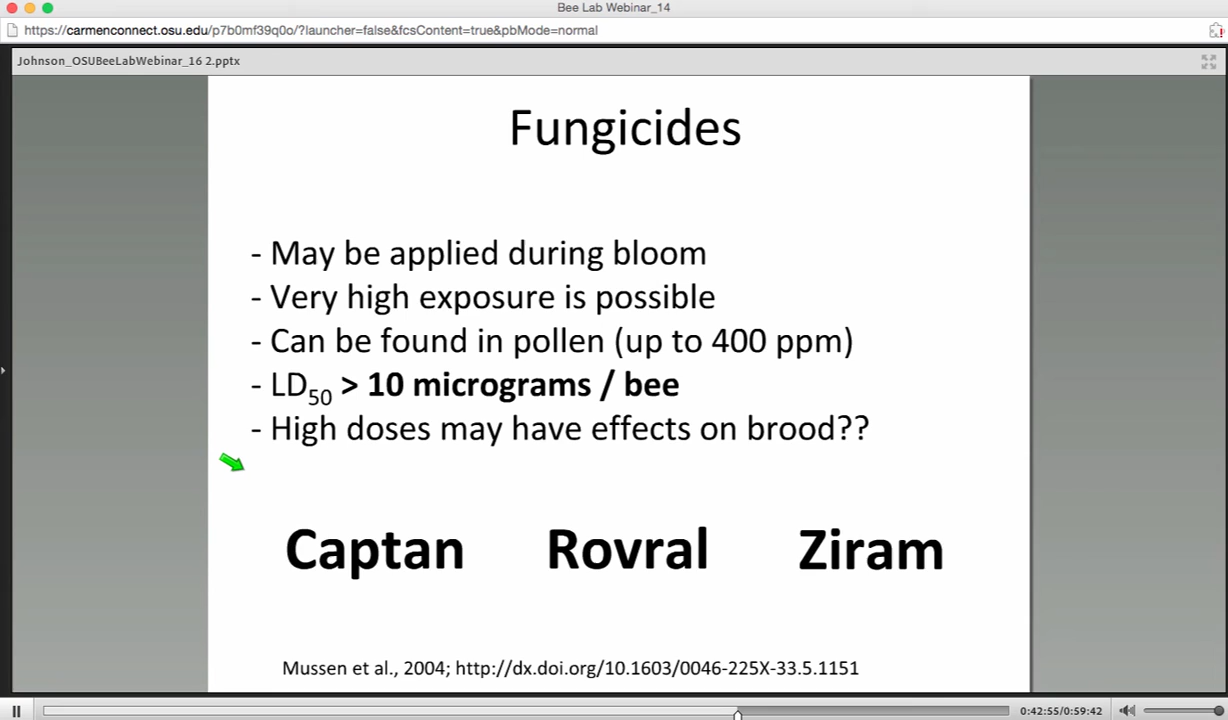 Bee Lab Webinar_14
https://carmenconnect.osu.edu/p7b0mf39q0o/?launcher=false&fcsContent=true&pbMode=normal
Johnson_OSUBeeLabWebinar_16 2.pptx
Fungicides
- May be applied during bloom
- Very high exposure is possible
- Can be found in pollen (up to 400 ppm)
- LD50 > 10 micrograms / bee
- High doses may have effects on brood??
Captan Rovral Ziram
Mussen et al., 2004; http://dx.doi.org/10.1603/0046-225X-33.5.1151
0:42:55/0:59:42